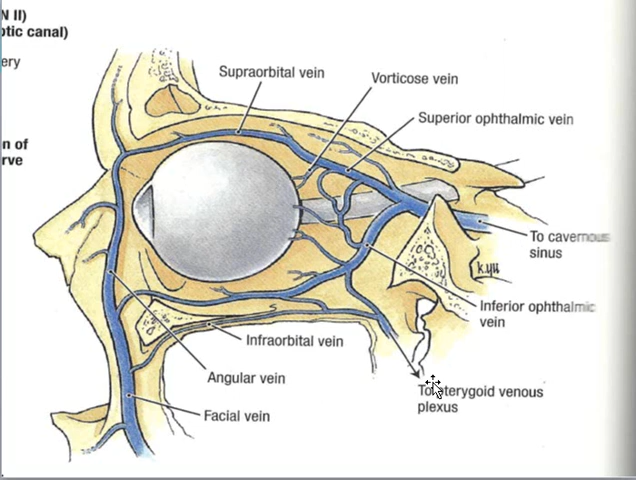 N II)
ptic canal)
ery
n of
rve
Supraorbital vein
Vorticose vein
Superior ophthalmic vein
To cavernous
sinus
K.yu
Inferior ophthalmic
vein
Infraorbital vein
Angular vein
Facial vein
To pterygoid venous
plexus